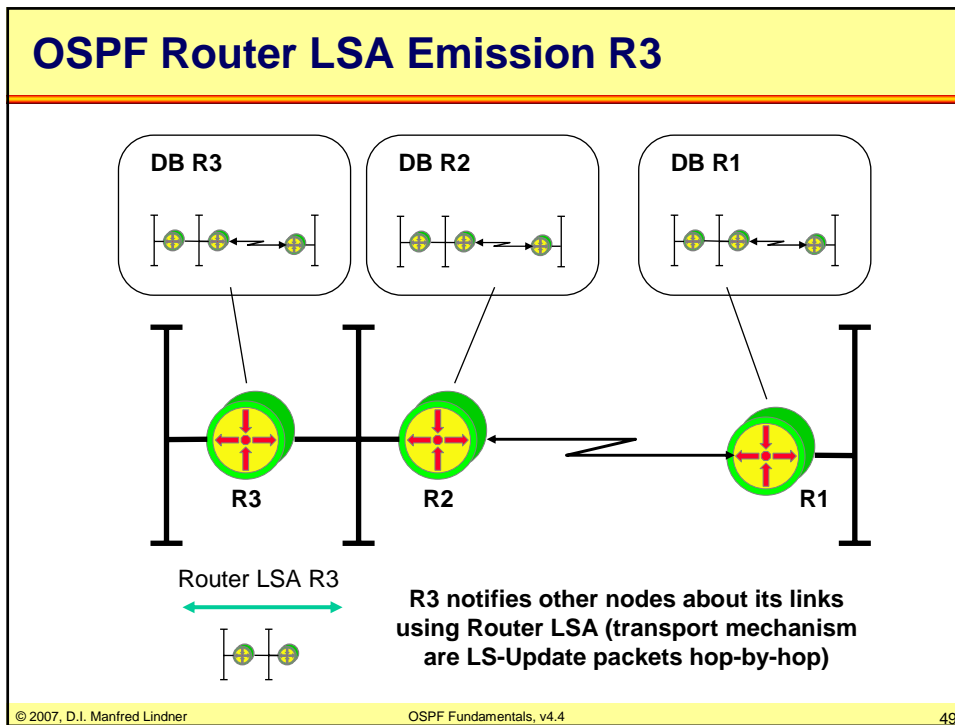 OSPF Router LSA Emission R3
DB R3
DB R2
DB R1
R3
R2
R1
Router LSA R3
R3 notifies other nodes about its links
using Router LSA (transport mechanism
are LS-Update packets hop-by-hop)
© 2007, D.I. Manfred Lindner
OSPF Fundamentals, v4.4
49